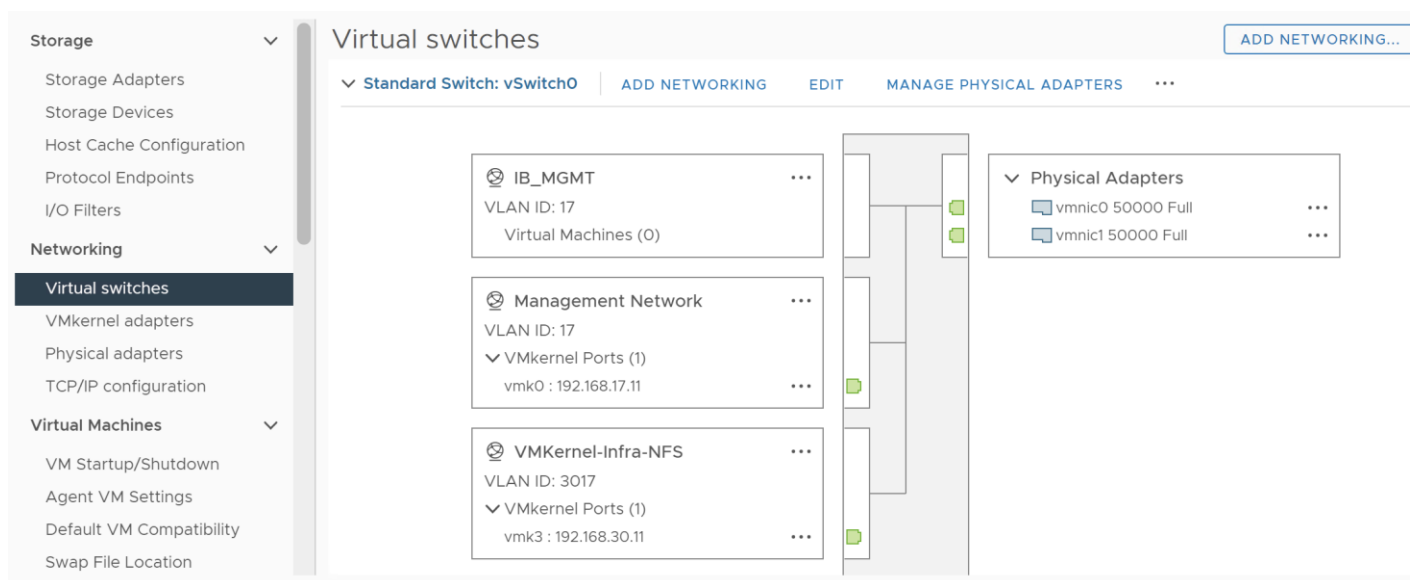 Storage
Storage Adapters
Storage Devices
Host Cache Configuration
Protocol Endpoints
I/O Filters
Networking
Virtual switches
VMkernel adapters
Physical adapters
TCP/IP configuration
Virtual Machines
VM Startup/Shutdown
Agent VM Settings
Default VM Compatibility
Swap File Location
Virtual switches
ADD NETWORKING...
Standard Switch: vSwitch0 ADD NETWORKING EDIT MANAGE PHYSICAL ADAPTERS ...
IB_MGMT ...
VLAN ID: 17
Virtual Machines (0)
Management Network ...
VLAN ID: 17
VMkernel Ports (1)
vmk0 : 192.168.17.11 ...
VMKernel-Infra-NFS ...
VLAN ID: 3017
VMkernel Ports (1)
vmk3 : 192.168.30.11 ...
Physical Adapters
vmnic0 50000 Full ...
vmnic1 50000 Full ...